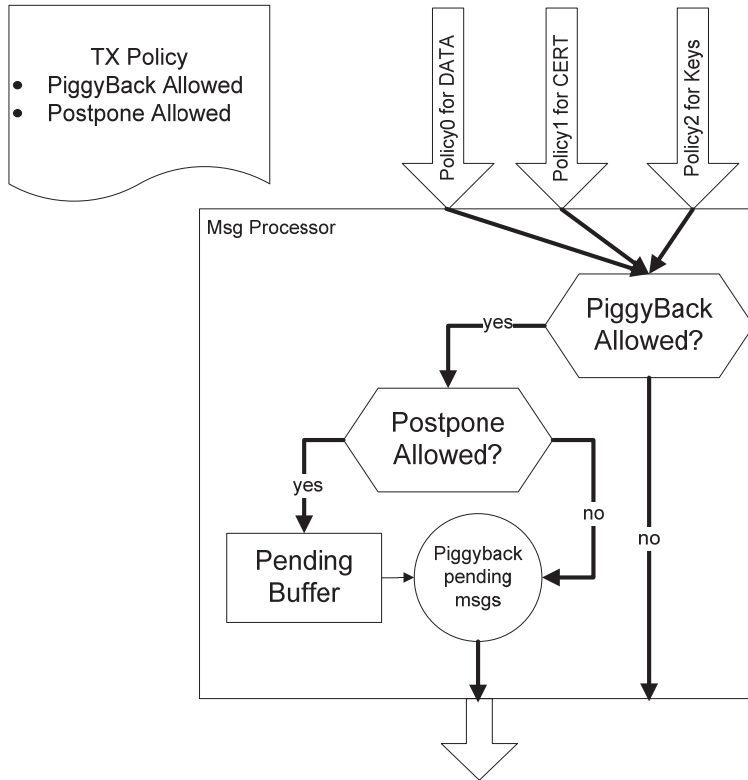 TX Policy
• PiggyBack Allowed
• Postpone Allowed
Policy0 for DATA
Policy1 for CERT
Policy2 for Keys
Msg Processor
PiggyBack
Allowed?
yes
Postpone
Allowed?
yes
no
no
Pending
Buffer
Piggyback
pending
msgs